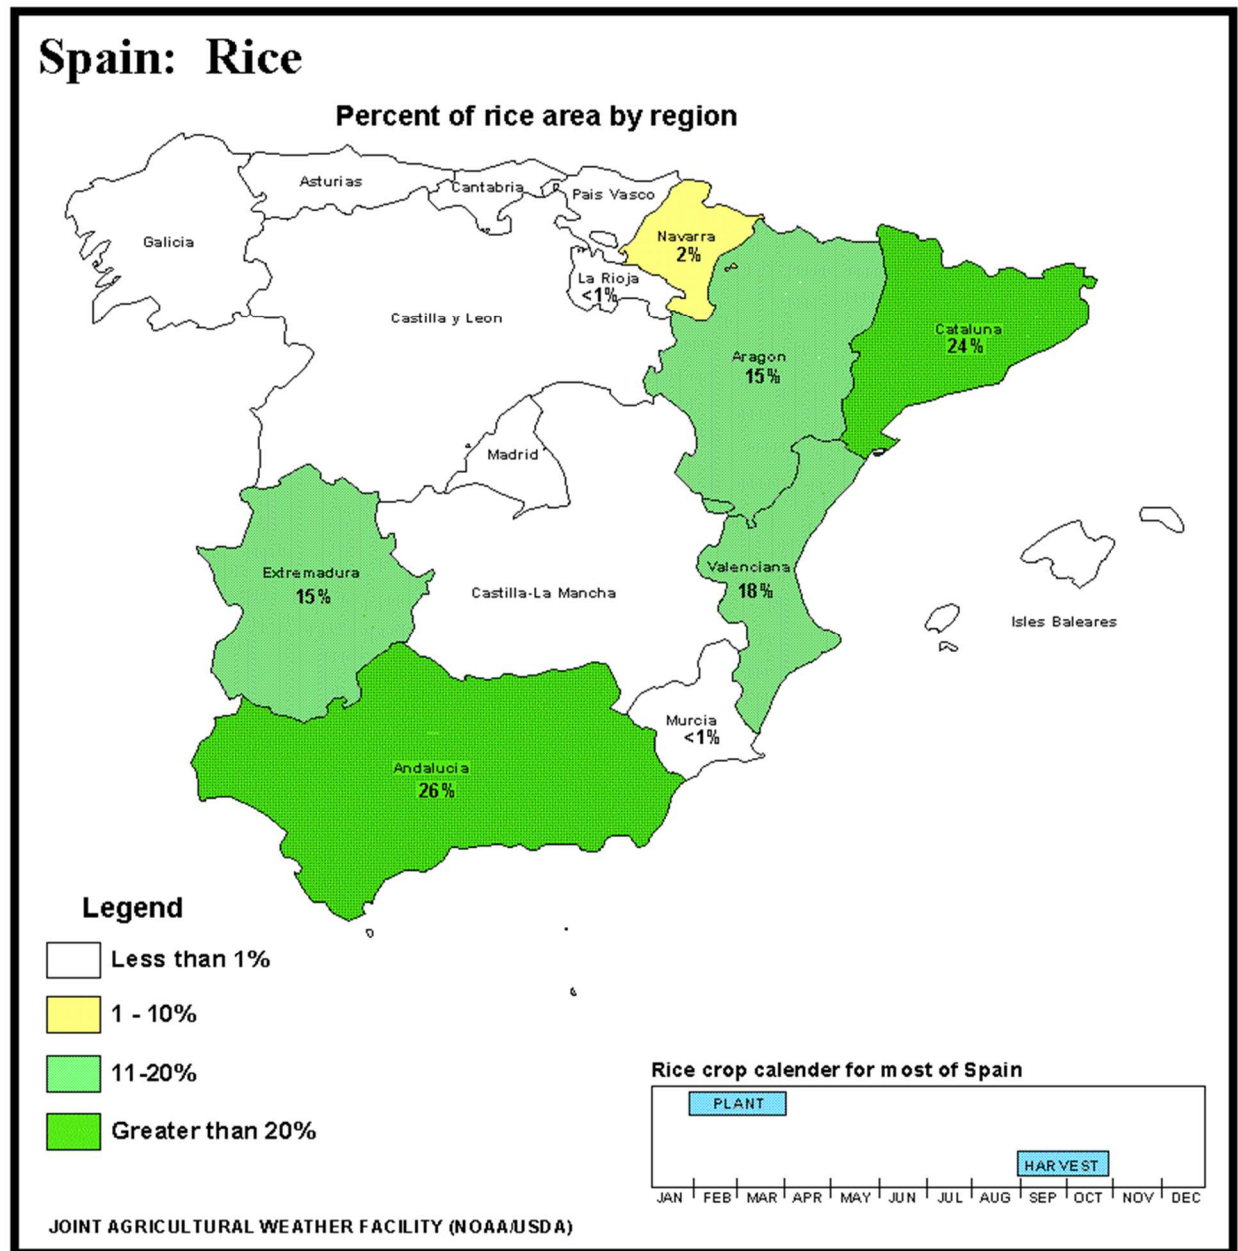 Spain: Rice
Percent of rice area by region
Asturias
Cantabria
Pais Vasco
Galicia
Navarra
2%
La Rioja
<1%
Castilla y Leon
Cataluna
24%
Aragon
15%
Madrid
Extremadura
15%
Castilla-La Mancha
Valenciana
18%
Isles Baleares
Murcia
<1%
Andalucia
26%
Legend
Less than 1%
1 - 10%
11-20%
Greater than 20%
Rice crop calender for most of Spain
PLANT
HARVEST
JAN FEB MAR APR MAY JUN JUL AUG SEP OCT NOV DEC
JOINT AGRICULTURAL WEATHER FACILITY (NOAA/USDA)